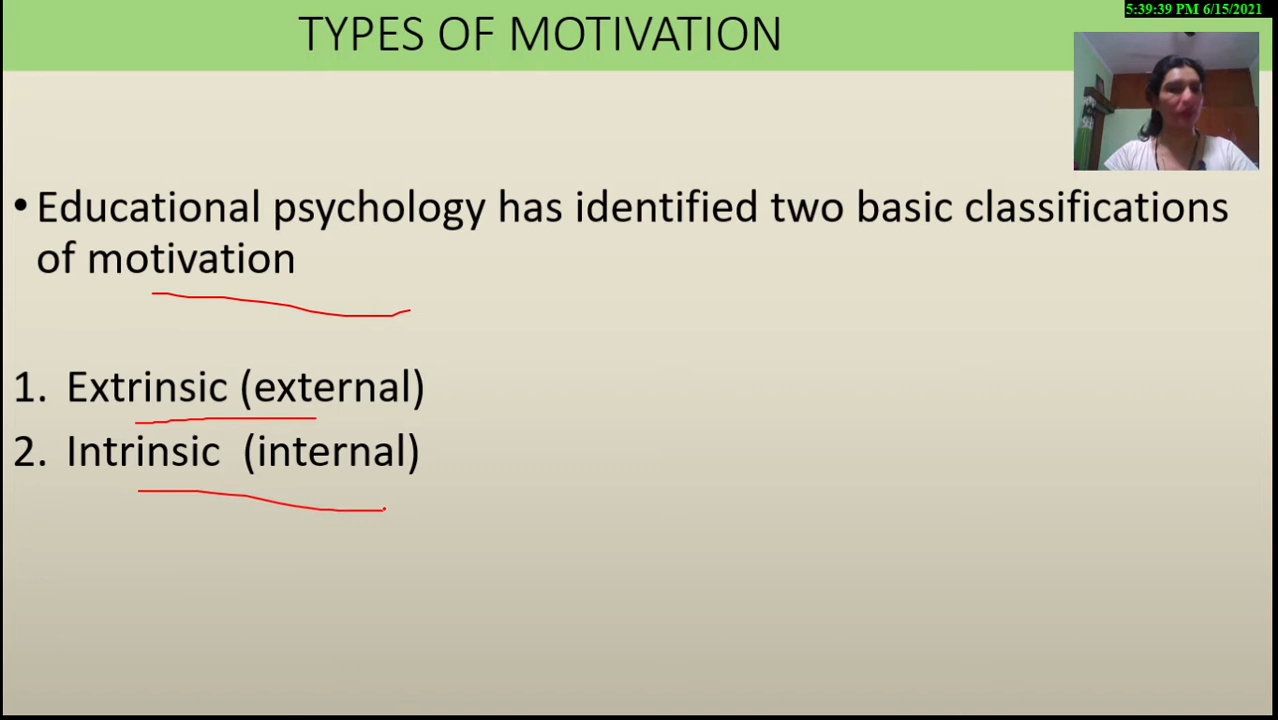 TYPES OF MOTIVATION
5:39:39 PM 6/15/2021
• Educational psychology has identified two basic classifications
of motivation
1. Extrinsic (external)
2. Intrinsic (internal)